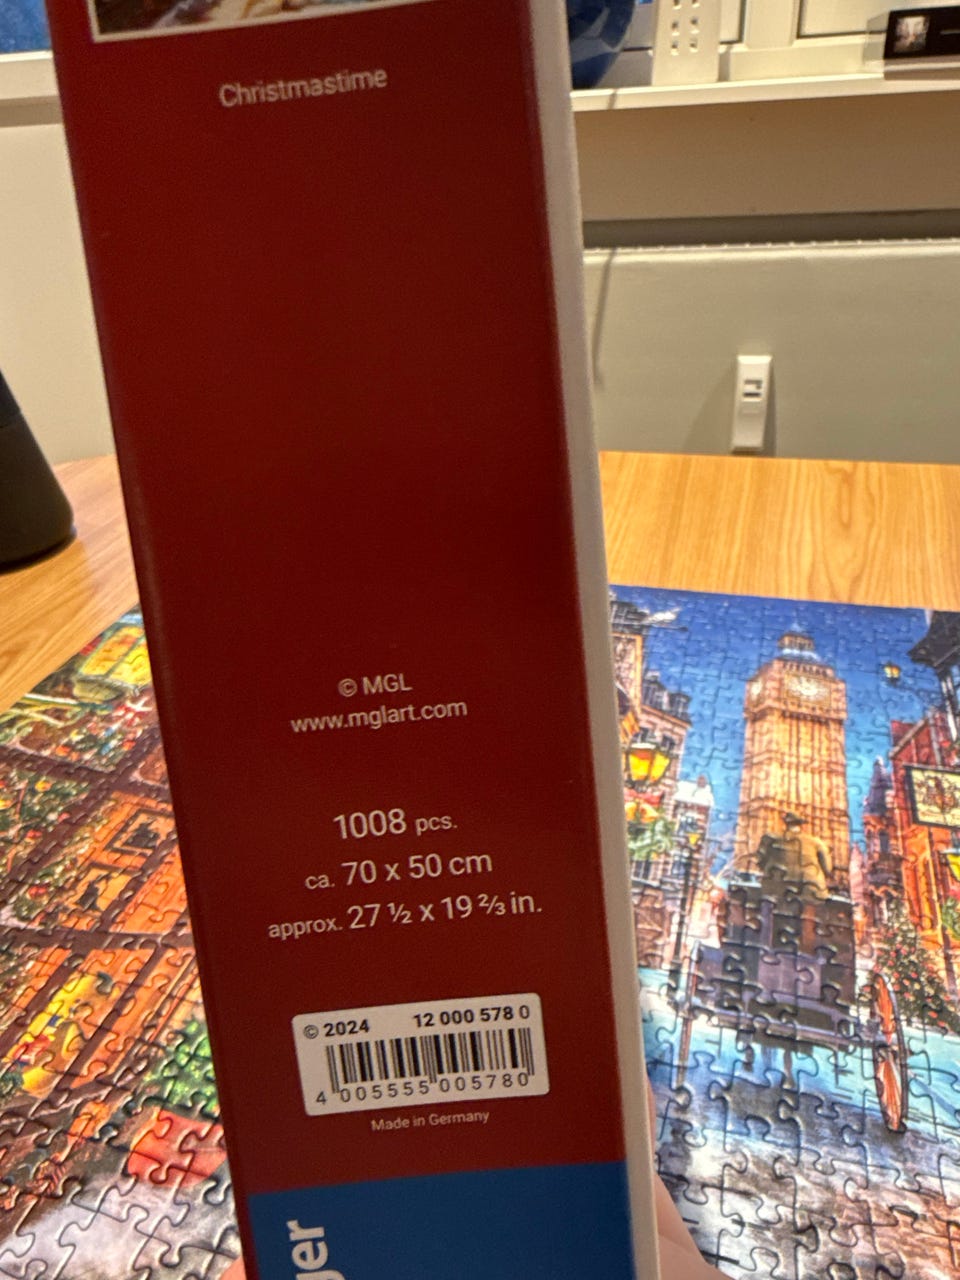 Christmastime
© MGL
www.mglart.com
1008 pcs.
ca. 70 x 50 cm
approx. 27 ½ x 19 ⅔ in.
© 2024 12 000 578 0
4 005555 005780
Made in Germany
ger